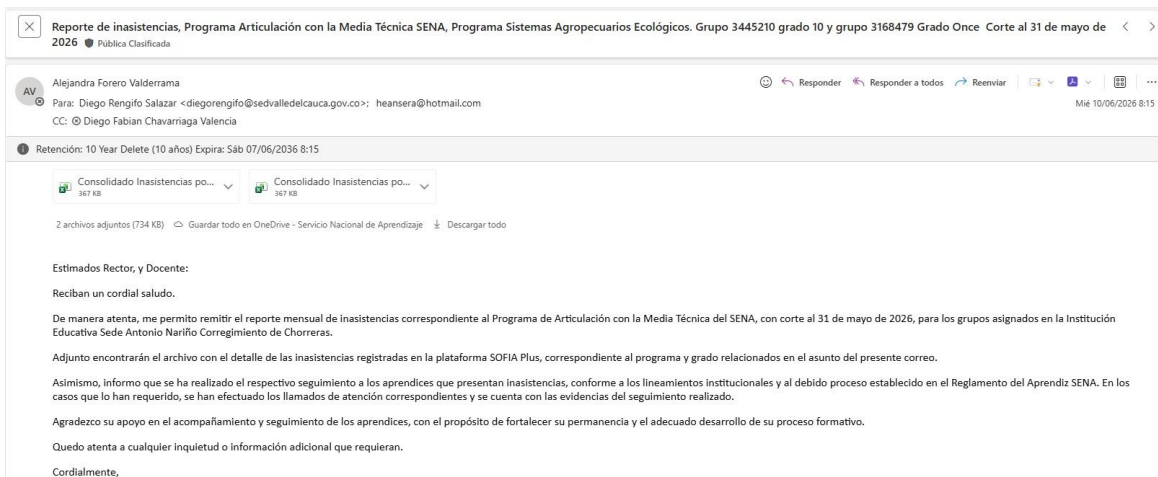 Reporte de inasistencias, Programa Articulación con la Media Técnica SENA, Programa Sistemas Agropecuarios Ecológicos. Grupo 3445210 grado 10 y grupo 3168479 Grado Once Corte al 31 de mayo de
2026 Pública Clasificada
AV
Alejandra Forero Valderrama
Responder Responder a todos Reenviar
Para: Diego Rengifo Salazar <diegorengifo@sedvalledelcauca.gov.co>; heansera@hotmail.com
Mié 10/06/2026 8:15
CC: Diego Fabian Chavarriaga Valencia
Retención: 10 Year Delete (10 años) Expira: Sáb 07/06/2036 8:15
Consolidado Inasistencias po... Consolidado Inasistencias po...
367 KB 367 KB
2 archivos adjuntos (734 KB) Guardar todo en OneDrive - Servicio Nacional de Aprendizaje Descargar todo
Estimados Rector, y Docente:
Reciban un cordial saludo.
De manera atenta, me permito remitir el reporte mensual de inasistencias correspondiente al Programa de Articulación con la Media Técnica del SENA, con corte al 31 de mayo de 2026, para los grupos asignados en la Institución
Educativa Sede Antonio Nariño Corregimiento de Chorreras.
Adjunto encontrarán el archivo con el detalle de las inasistencias registradas en la plataforma SOFIA Plus, correspondiente al programa y grado relacionados en el asunto del presente correo.
Asimismo, informo que se ha realizado el respectivo seguimiento a los aprendices que presentan inasistencias, conforme a los lineamientos institucionales y al debido proceso establecido en el Reglamento del Aprendiz SENA. En los
casos que lo han requerido, se han efectuado los llamados de atención correspondientes y se cuenta con las evidencias del seguimiento realizado.
Agradezco su apoyo en el acompañamiento y seguimiento de los aprendices, con el propósito de fortalecer su permanencia y el adecuado desarrollo de su proceso formativo.
Quedo atenta a cualquier inquietud o información adicional que requieran.
Cordialmente,